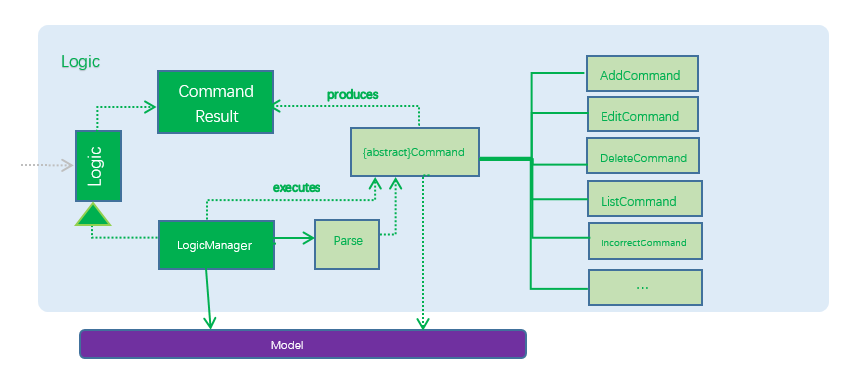 Logic
Command
Result
produces
AddCommand
EditCommand
{abstract}Command
DeleteCommand
Logic
executes
ListCommand
LogicManager
Parse
IncorrectCommand
...
Model